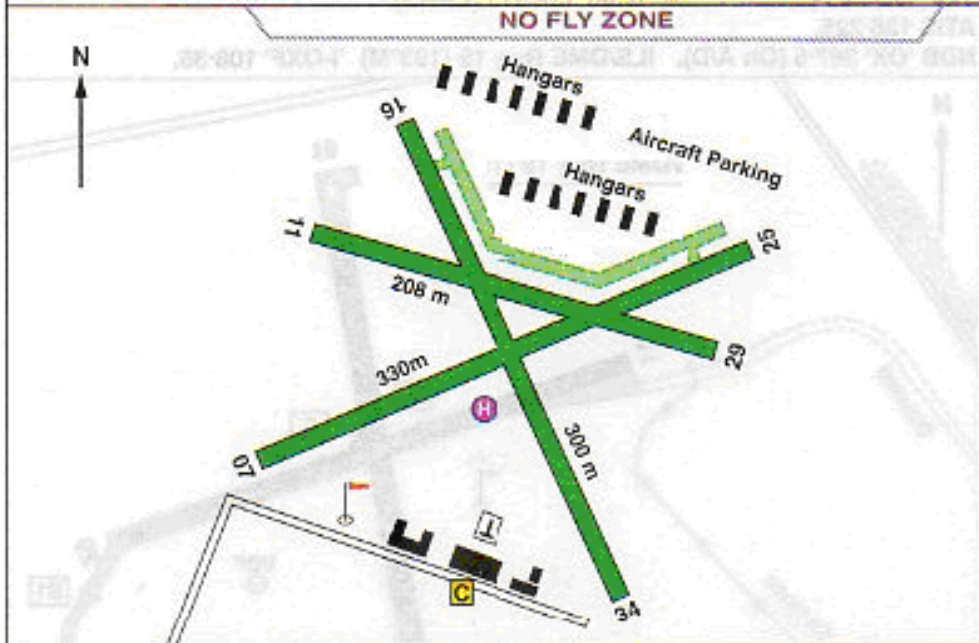 NO FLY ZONE
N
Hangars
16
Aircraft Parking
Hangars
11
25
208 m
29
330m
H
07
300 m
T
C
34